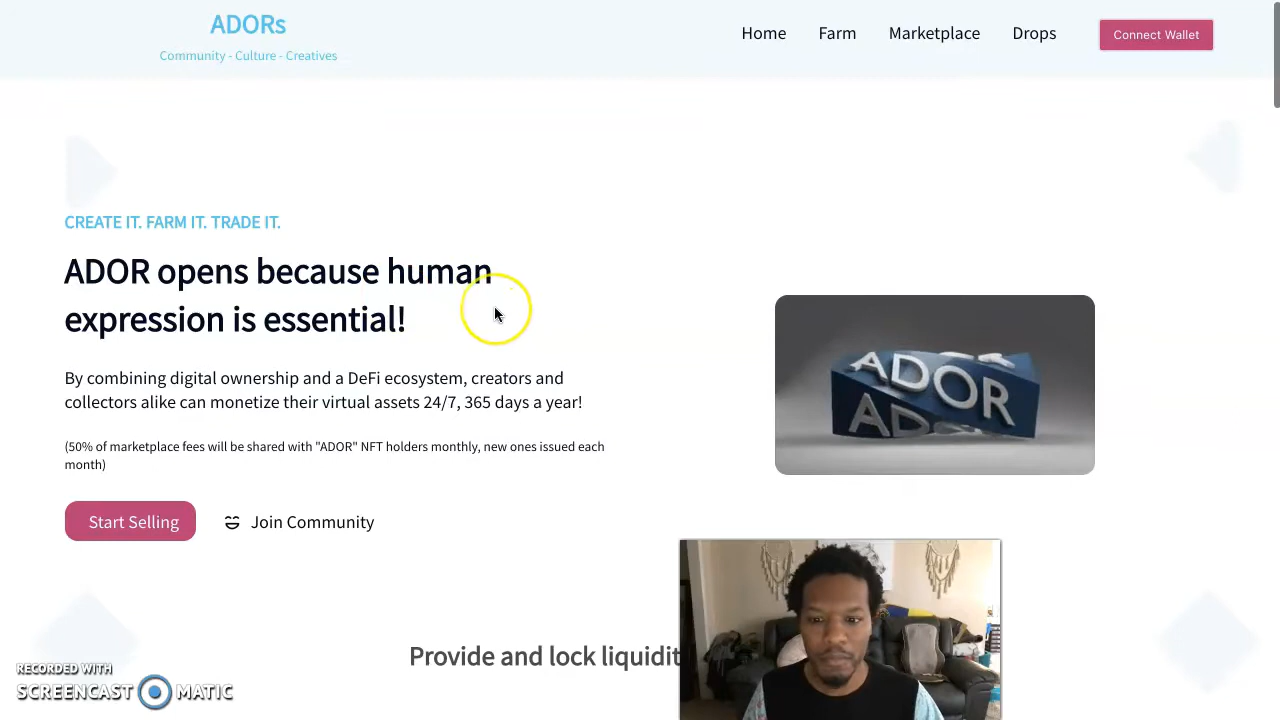 ADORs
Community - Culture - Creatives
Home
Farm
Marketplace
Drops
Connect Wallet
CREATE IT. FARM IT. TRADE IT.
ADOR opens because human
expression is essential!
By combining digital ownership and a DeFi ecosystem, creators and
collectors alike can monetize their virtual assets 24/7, 365 days a year!
(50% of marketplace fees will be shared with "ADOR" NFT holders monthly, new ones issued each
month)
ADOR
ADOR
Start Selling
Join Community
Provide and lock
RECORDED WITH
SCREENCAST MATIC